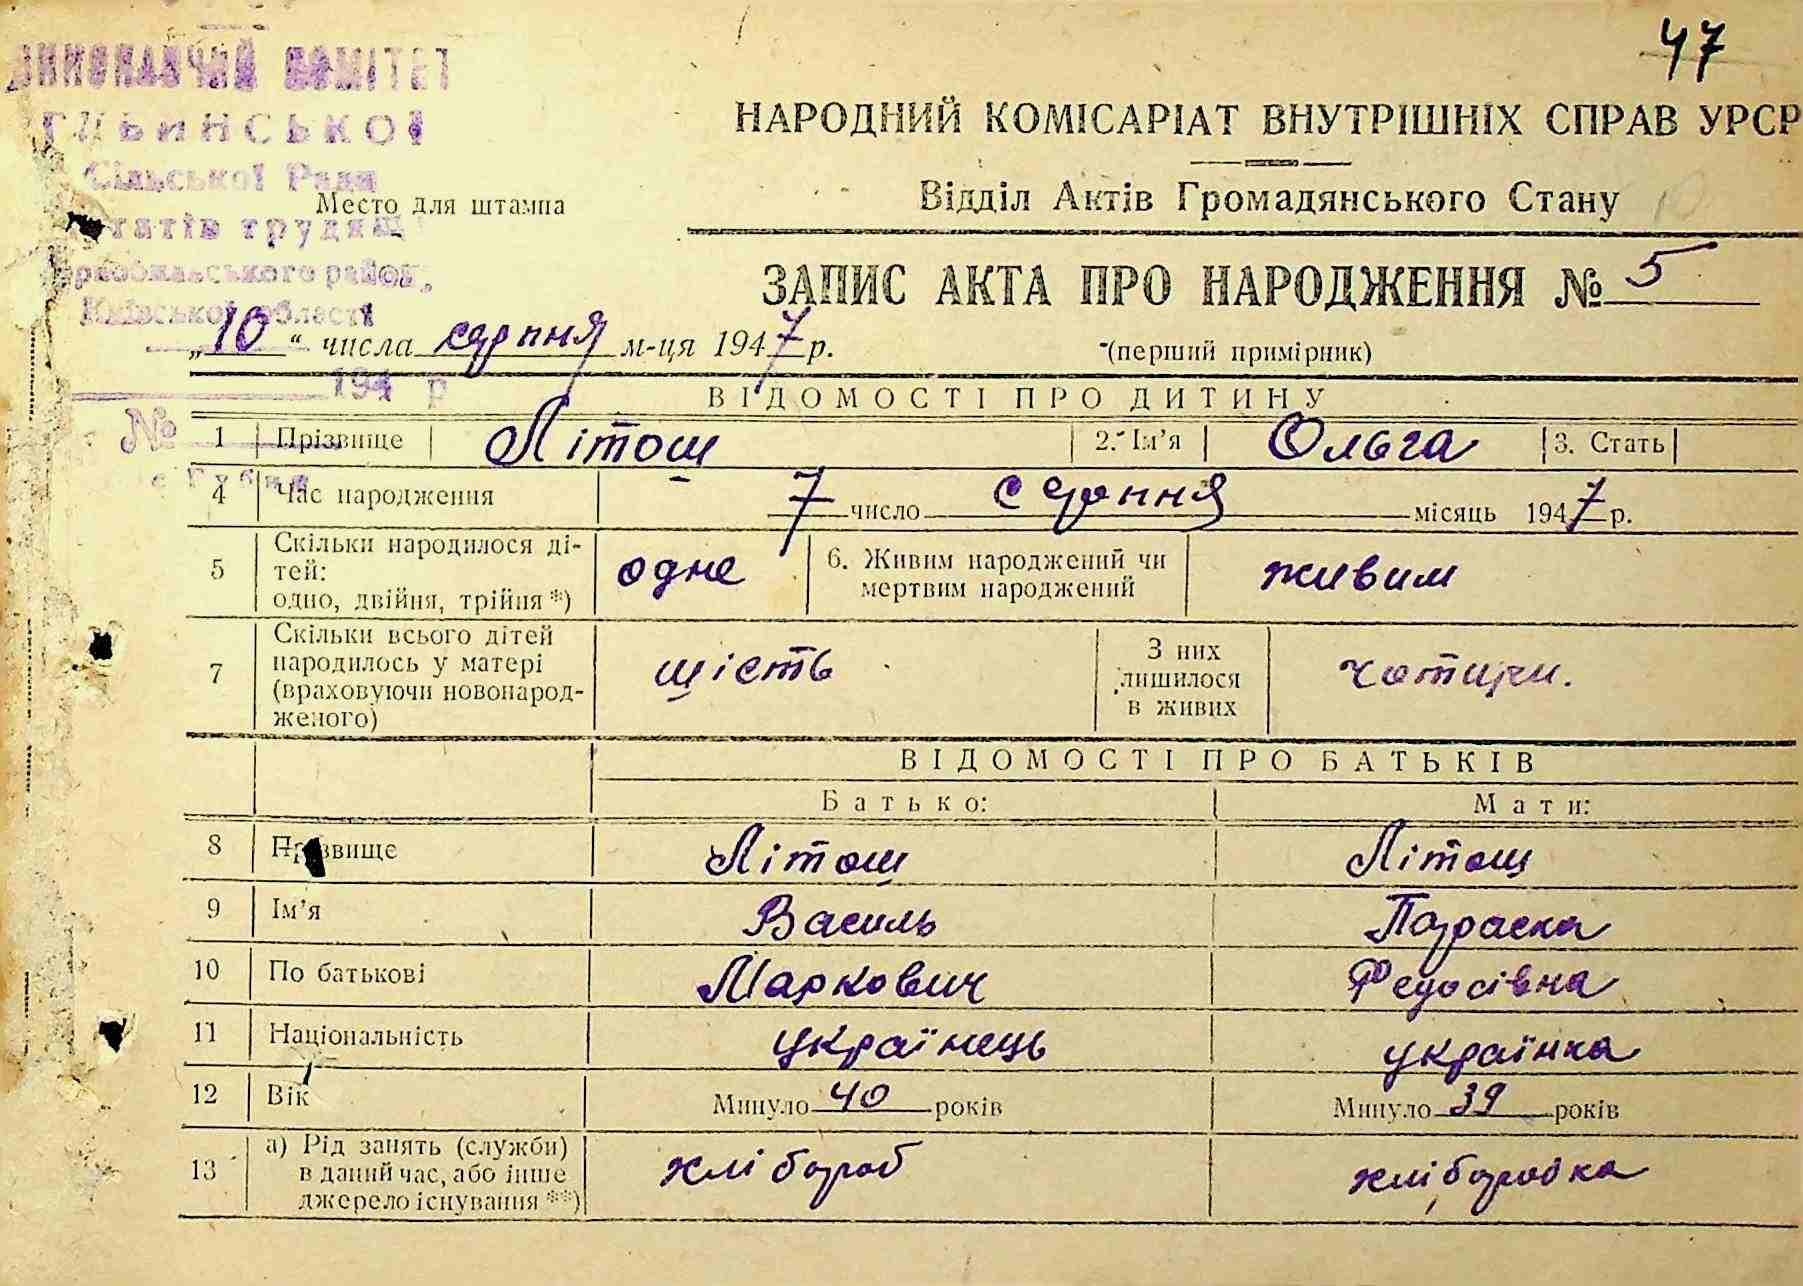 47
ВИКОНАВЧИЙ КОМІТЕТ
НАРОДНИЙ КОМІСАРІАТ ВНУТРІШНІХ СПРАВ УРСР
Сільської Ради
Место для штампа
Відділ Актів Громадянського Стану
трудящ
району
ЗАПИС АКТА ПРО НАРОДЖЕННЯ № 5
Київської області
„10“ числа серпня м-ця 1947 р.
(перший примірник)
194 р
ВІДОМОСТІ ПРО ДИТИНУ
№
1 Прізвище Літош 2. Ім'я Ольга 3. Стать
4 Час народження 7 число серпня місяць 1947 р.
5 Скільки народилося ді-
тей:
одно, двійня, трійня *)
одне
6. Живим народжений чи
мертвим народжений
живим
7 Скільки всього дітей
народилось у матері
(враховуючи новонарод-
женого)
шість
З них
лишилося
в живих
чотири.
ВІДОМОСТІ ПРО БАТЬКІВ
Батько: Мати:
8 Прізвище Літош Літош
9 Ім'я Василь Параска
10 По батькові Маркович Федосівна
11 Національність українець українка
12 Вік Минуло 40 років Минуло 39 років
13 а) Рід занять (служби)
в даний час, або інше
джерело існування **)
хлібороб хліборобка